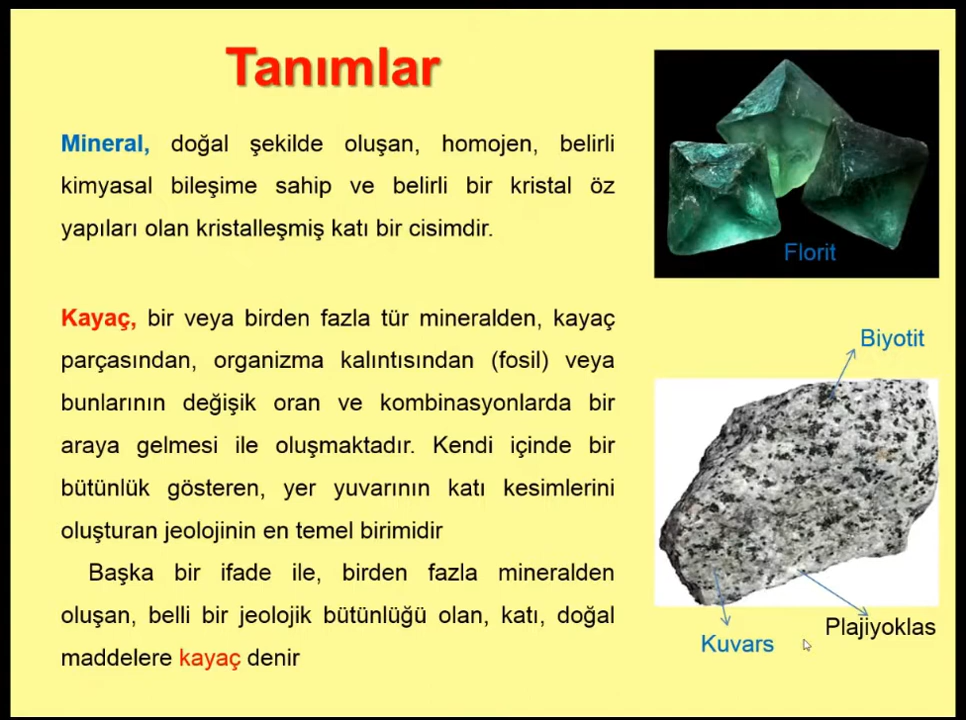 Tanımlar
Mineral, doğal şekilde oluşan, homojen, belirli
kimyasal bileşime sahip ve belirli bir kristal öz
yapıları olan kristalleşmiş katı bir cisimdir.
Florit
Kayaç, bir veya birden fazla tür mineralden, kayaç
parçasından, organizma kalıntısından (fosil) veya
bunlarının değişik oran ve kombinasyonlarda bir
araya gelmesi ile oluşmaktadır. Kendi içinde bir
bütünlük gösteren, yer yuvarının katı kesimlerini
oluşturan jeolojinin en temel birimidir
Başka bir ifade ile, birden fazla mineralden
oluşan, belli bir jeolojik bütünlüğü olan, katı, doğal
maddelere kayaç denir
Biyotit
Plajiyoklas
Kuvars